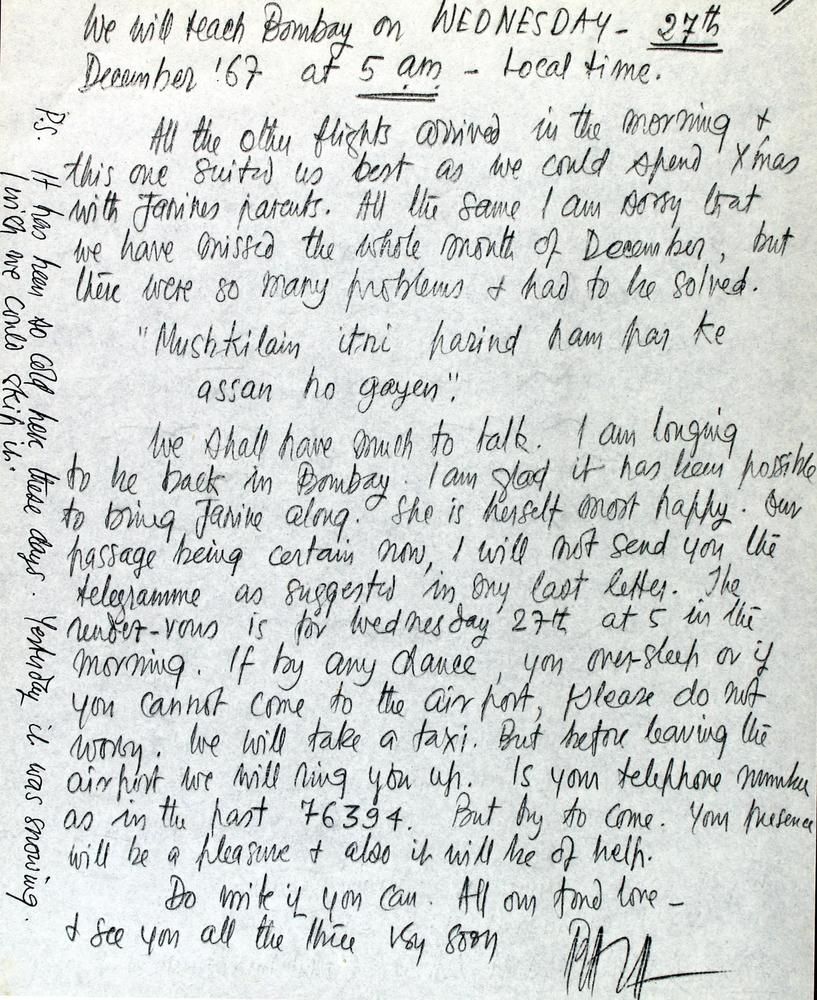 We will reach Bombay on WEDNESDAY - 27th
December '67 at 5 am - Local time.
All the other flights arrived in the morning &
this one suited us best as we could spend X'mas
with Janines parents. All the same I am sorry that
we have missed the whole month of December, but
there were so many problems & had to be solved.
"Mushkilain itni parind ham par ke
assan ho gayen".
We shall have much to talk. I am longing
to be back in Bombay. I am glad it has been possible
to bring Janine along. She is herself most happy. Our
passage being certain now, I will not send you the
telegramme as suggested in my last letter. The
render-vous is for Wednesday 27th at 5 in the
morning. If by any chance, you over-sleep or if
you cannot come to the airport, please do not
worry. We will take a taxi. But before leaving the
airport we will ring you up. Is your telephone number
as in the past 76394. But try to come. Your presence
will be a pleasure & also it will be of help.
Do write if you can. All our fond love -
& see you all the three very soon
P.S. It has been so cold here these days. Yesterday it was snowing.
I wish we could skip it.